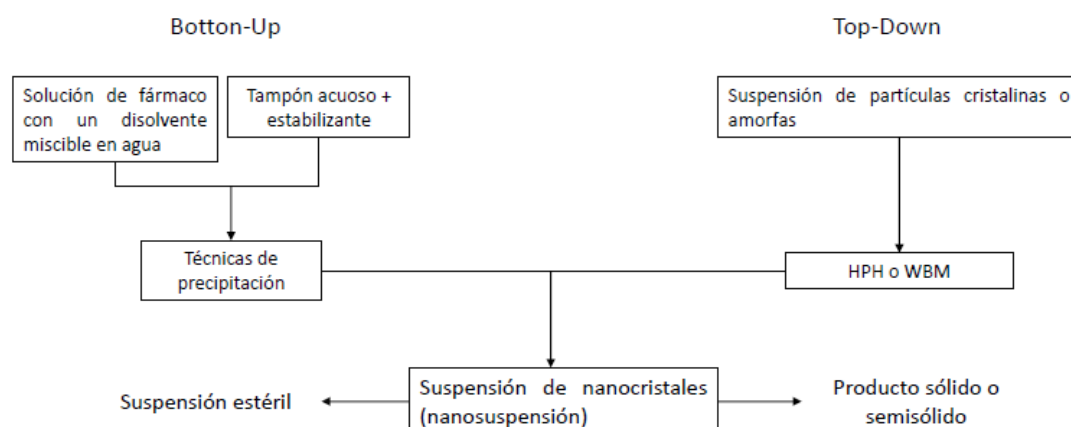 Botton-Up
Top-Down
Solución de fármaco
con un disolvente
miscible en agua
Tampón acuoso +
estabilizante
Suspensión de partículas cristalinas o
amorfas
Técnicas de
precipitación
HPH o WBM
Suspensión estéril
Suspensión de nanocristales
(nanosuspensión)
Producto sólido o
semisólido